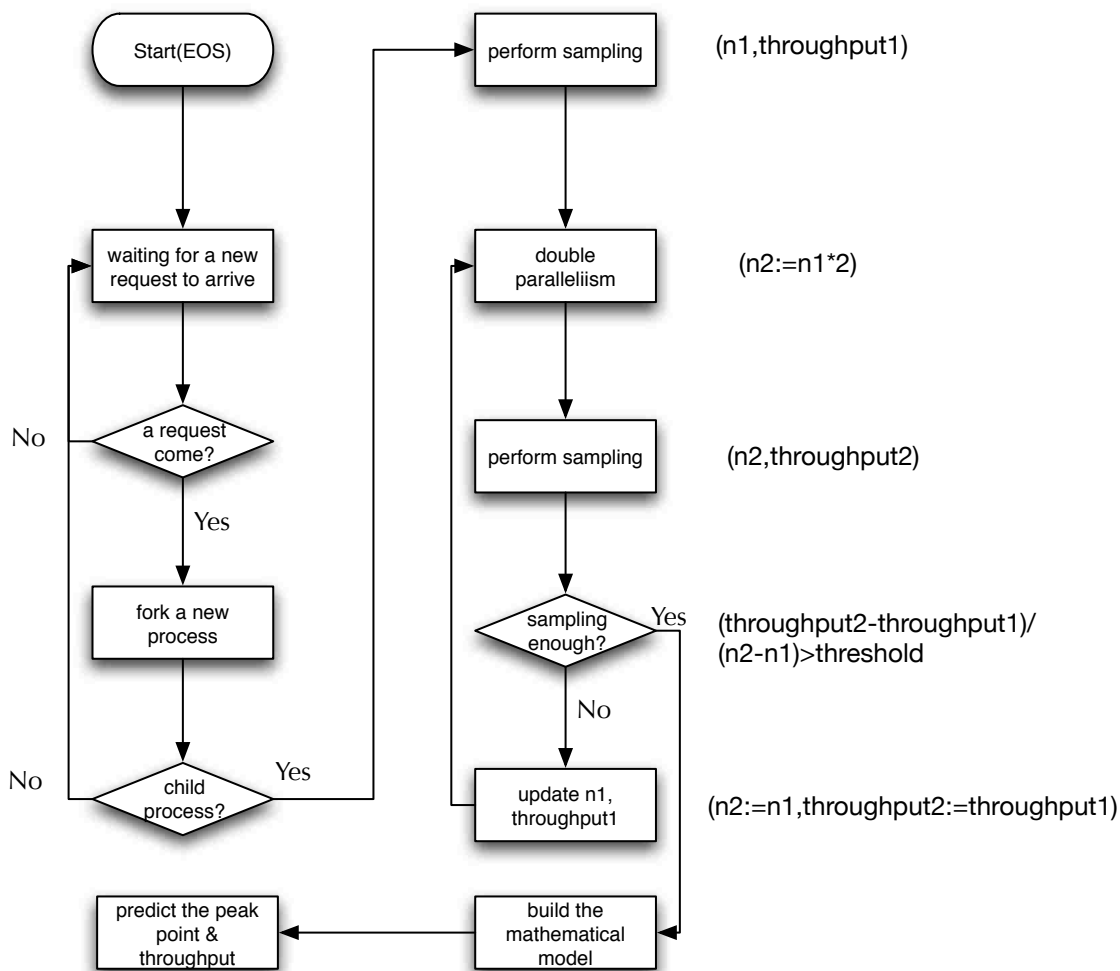 Start(EOS)
waiting for a new
request to arrive
a request
come?
No
Yes
fork a new
process
child
process?
No
Yes
perform sampling
(n1,throughput1)
double
paralleliism
(n2:=n1*2)
perform sampling
(n2,throughput2)
sampling
enough?
Yes
(throughput2-throughput1)/
(n2-n1)>threshold
No
update n1,
throughput1
(n2:=n1,throughput2:=throughput1)
build the
mathematical
model
predict the peak
point &
throughput